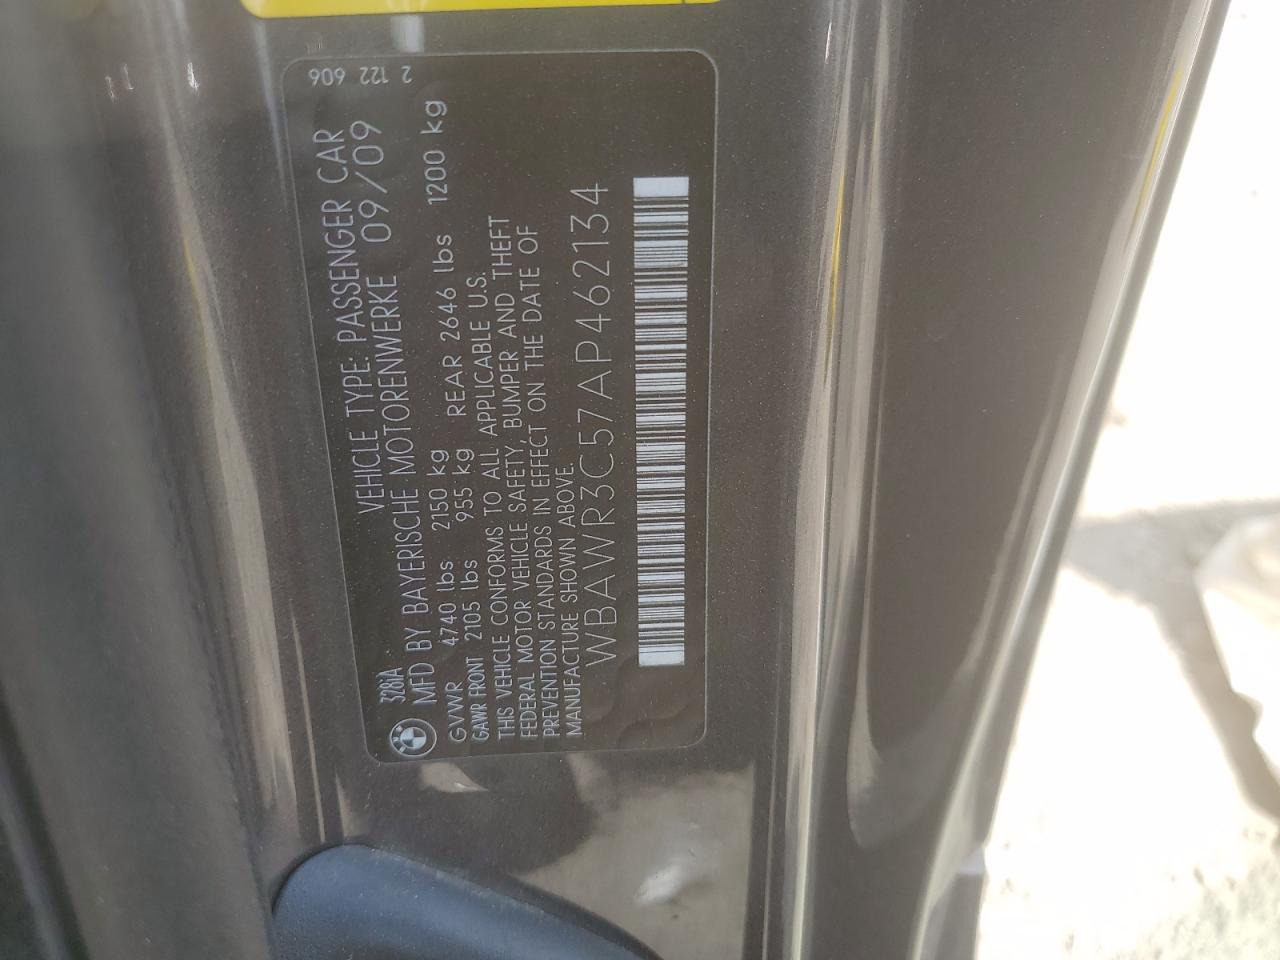 2 122 606
VEHICLE TYPE: PASSENGER CAR
328iA
MFD BY BAYERISCHE MOTORENWERKE 09/09
GVWR 4740 lbs 2150 kg
GAWR FRONT 2105 lbs 955 kg REAR 2646 lbs 1200 kg
THIS VEHICLE CONFORMS TO ALL APPLICABLE U.S.
FEDERAL MOTOR VEHICLE SAFETY, BUMPER AND THEFT
PREVENTION STANDARDS IN EFFECT ON THE DATE OF
MANUFACTURE SHOWN ABOVE.
WBAWR3C57AP462134